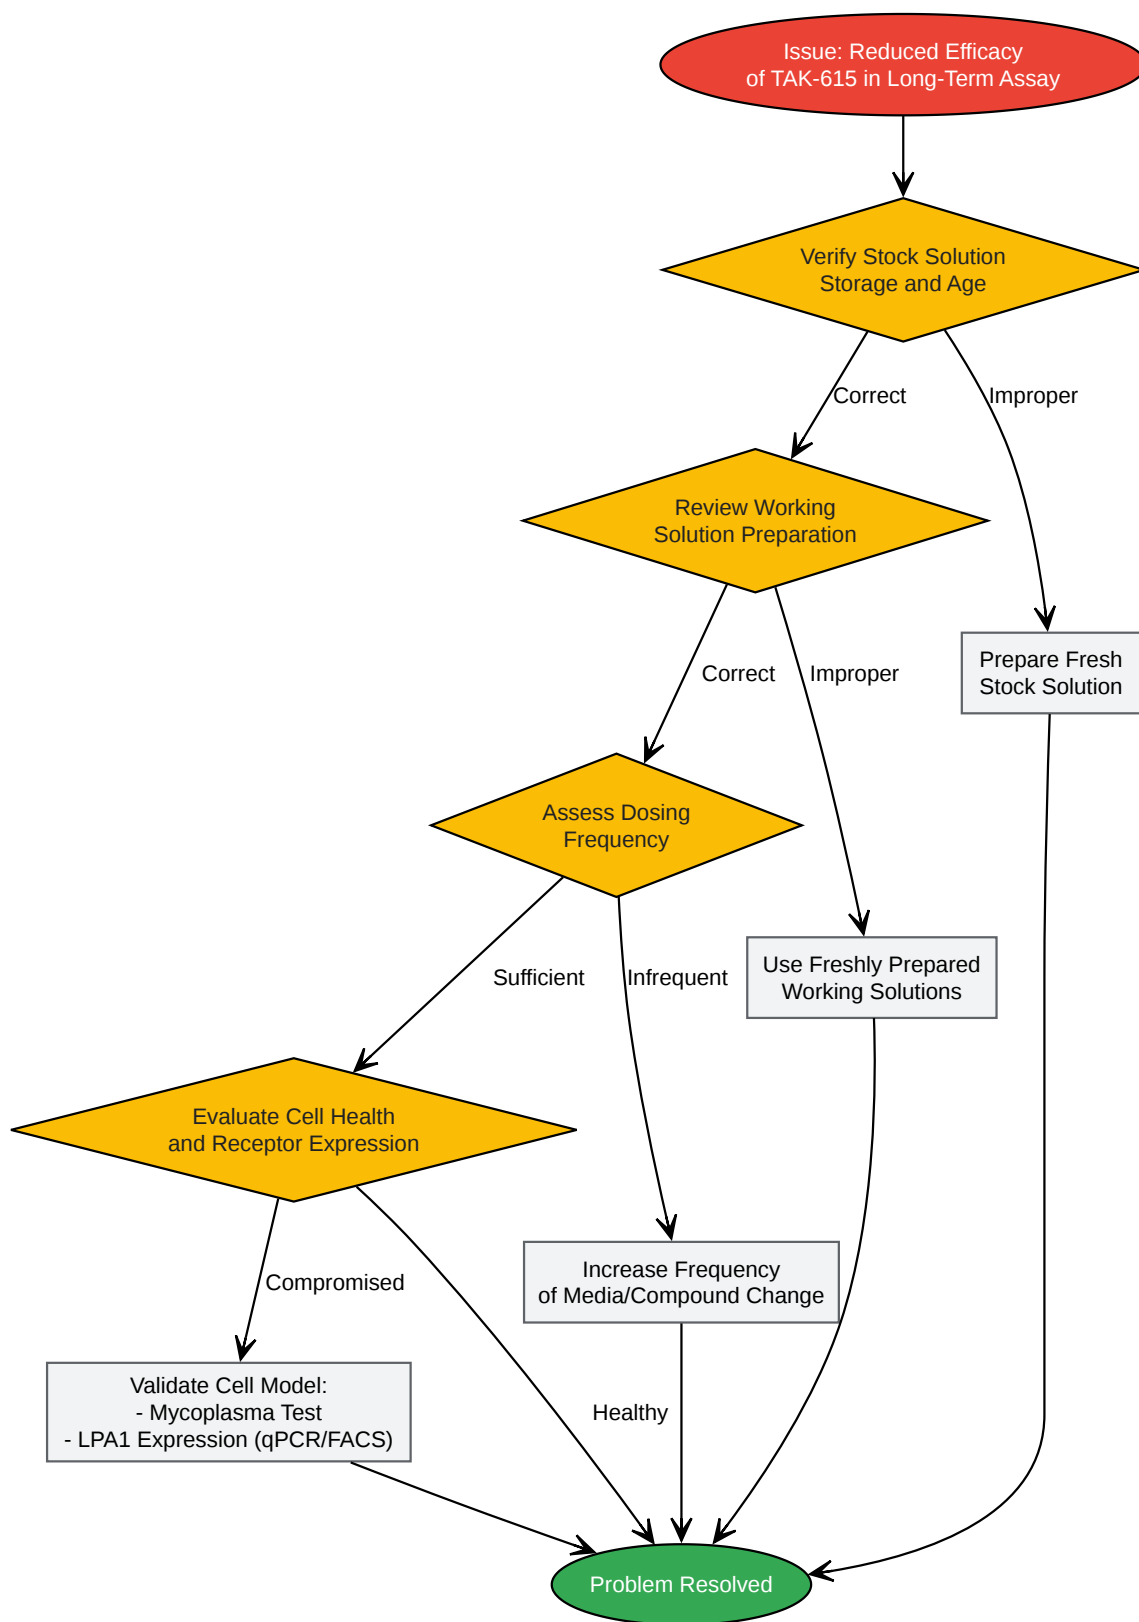 Issue: Reduced Efficacy
of TAK-615 in Long-Term Assay
Verify Stock Solution
Storage and Age
Correct
Improper
Review Working
Solution Preparation
Correct
Improper
Prepare Fresh
Stock Solution
Assess Dosing
Frequency
Sufficient
Infrequent
Use Freshly Prepared
Working Solutions
Evaluate Cell Health
and Receptor Expression
Compromised
Increase Frequency
of Media/Compound Change
Validate Cell Model:
- Mycoplasma Test
- LPA1 Expression (qPCR/FACS)
Healthy
Problem Resolved